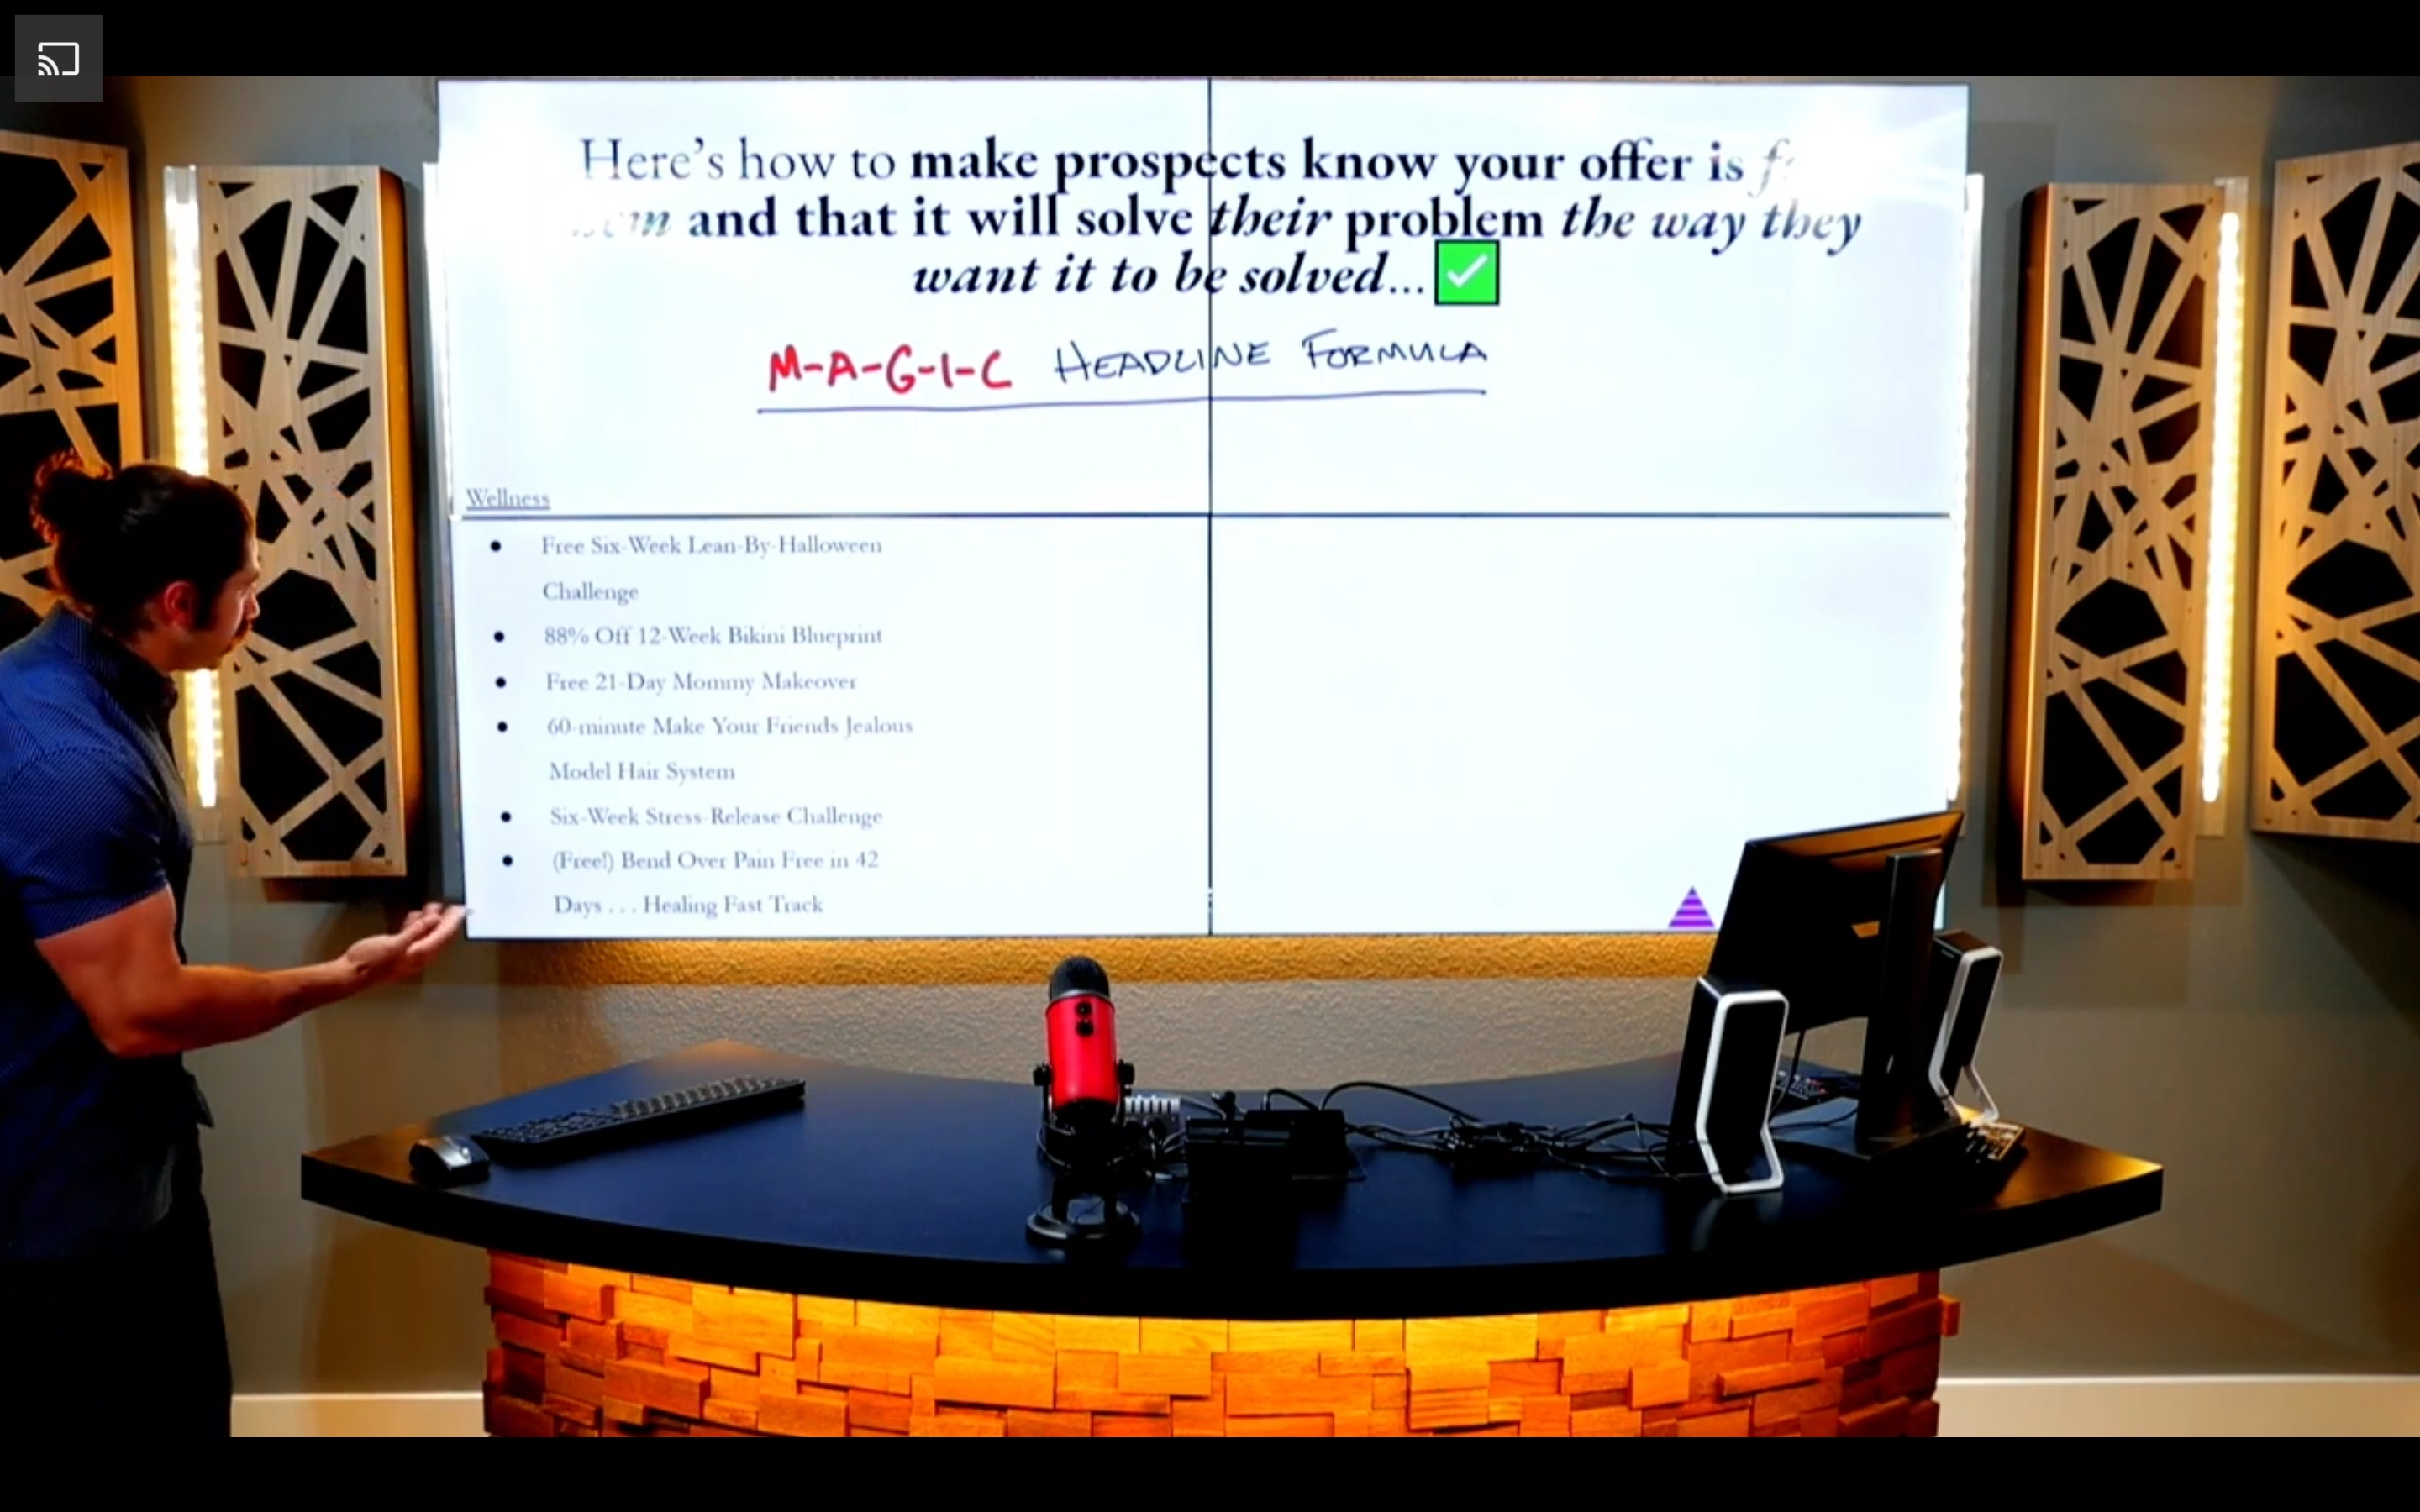 Here's how to make prospects know your offer is
and that it will solve their problem the way they
want it to be solved...
M-A-G-I-C HEADLINE FORMULA
Wellness
● Free Six-Week Lean-By-Halloween
Challenge
● 88% Off 12-Week Bikini Blueprint
● Free 21-Day Mommy Makeover
● 60-minute Make Your Friends Jealous
Model Hair System
● Six-Week Stress-Release Challenge
● (Free!) Bend Over Pain Free in 42
Days . . . Healing Fast Track